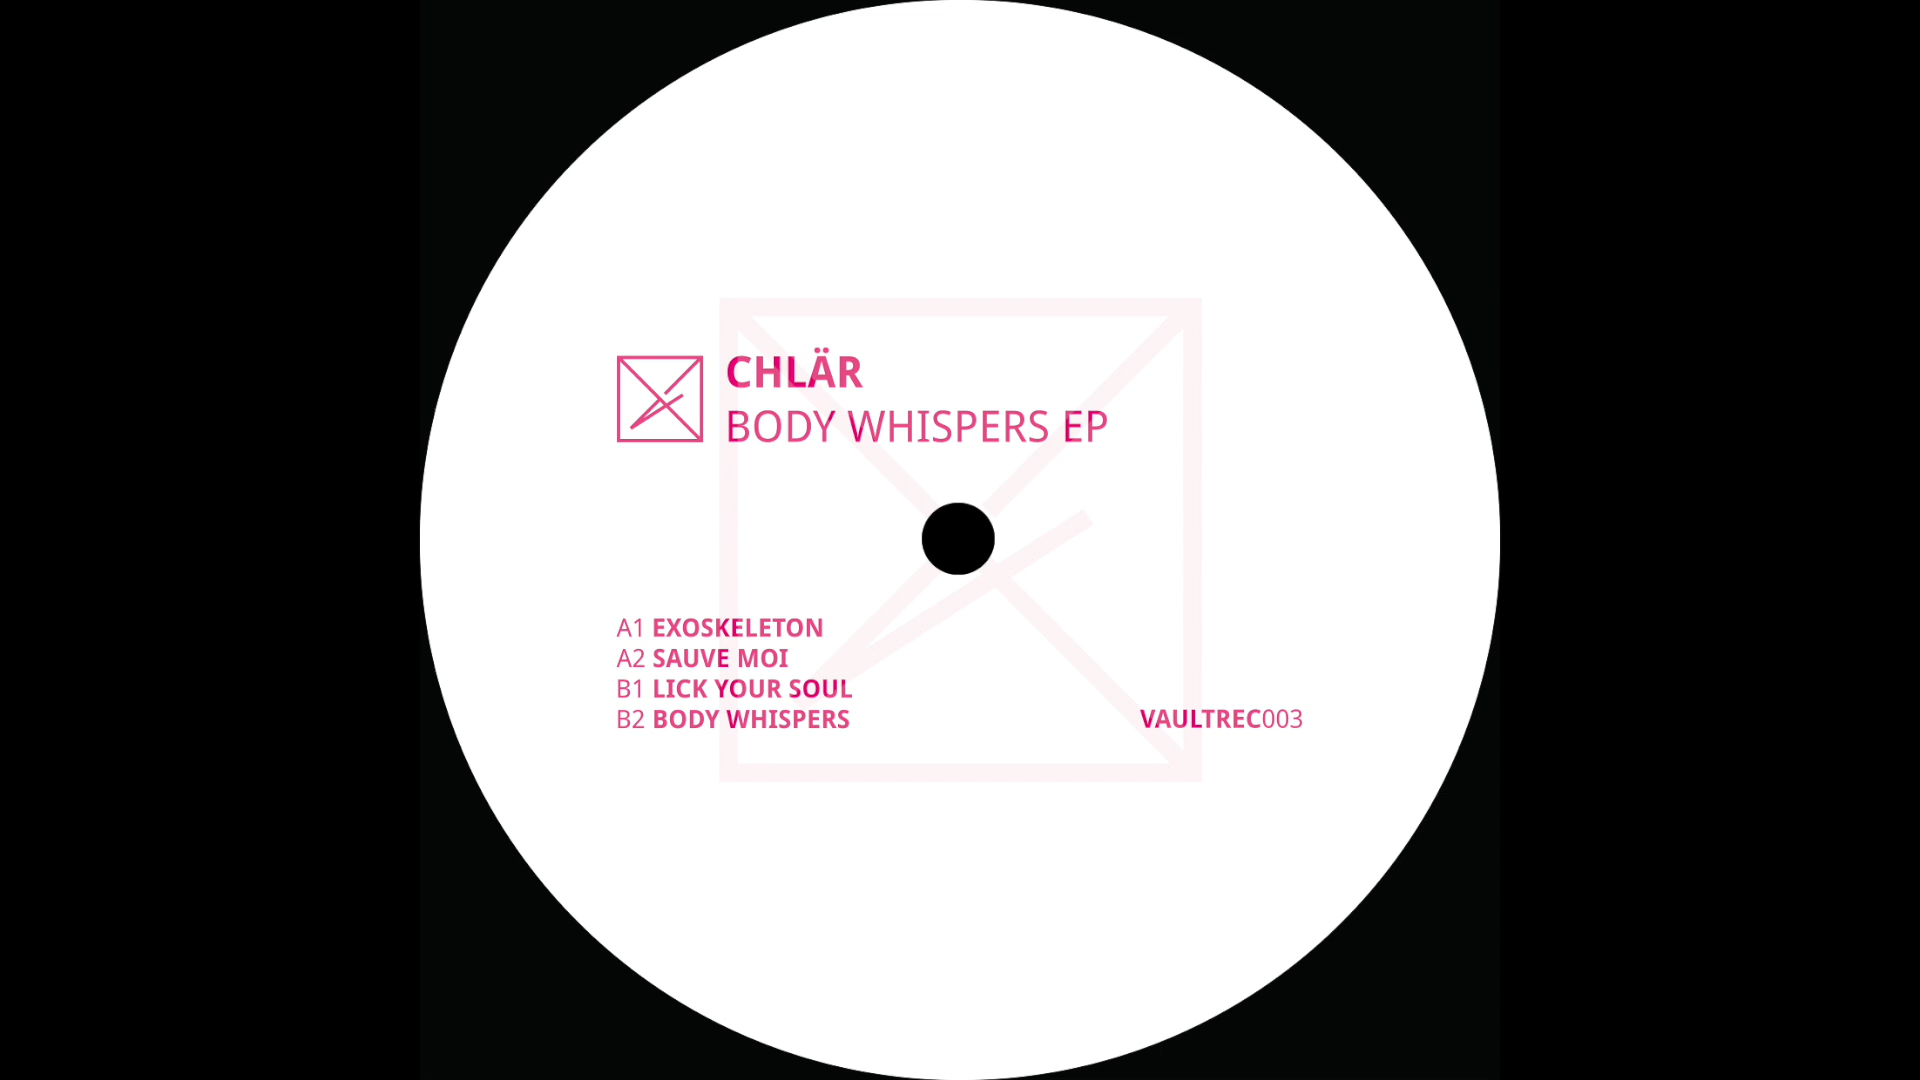 CHLÄR
BODY WHISPERS EP
A1 EXOSKELETON
A2 SAUVE MOI
B1 LICK YOUR SOUL
B2 BODY WHISPERS
VAULTREC003